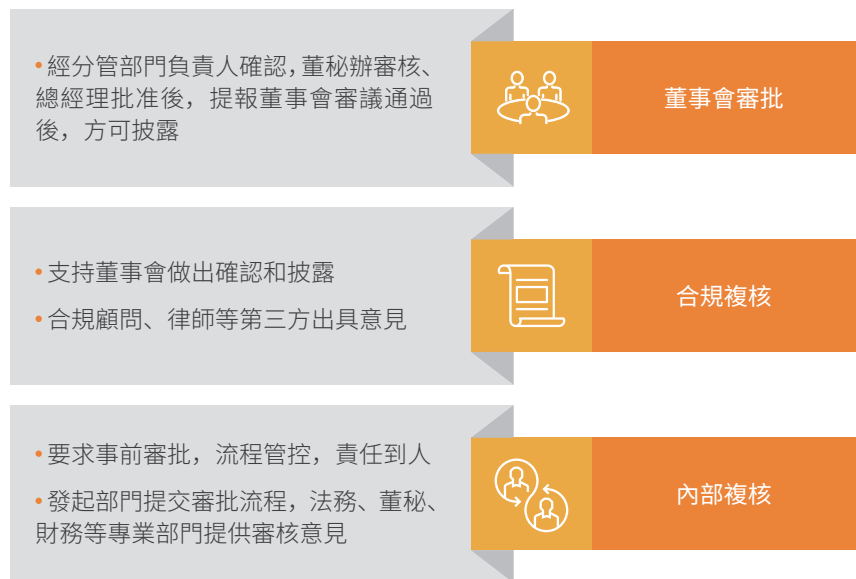 •經分管部門負責人確認，董秘辦審核、
總經理批准後，提報董事會審議通過
後，方可披露
董事會審批
•支持董事會做出確認和披露
•合規顧問、律師等第三方出具意見
合規複核
•要求事前審批，流程管控，責任到人
•發起部門提交審批流程，法務、董秘、
財務等專業部門提供審核意見
內部複核